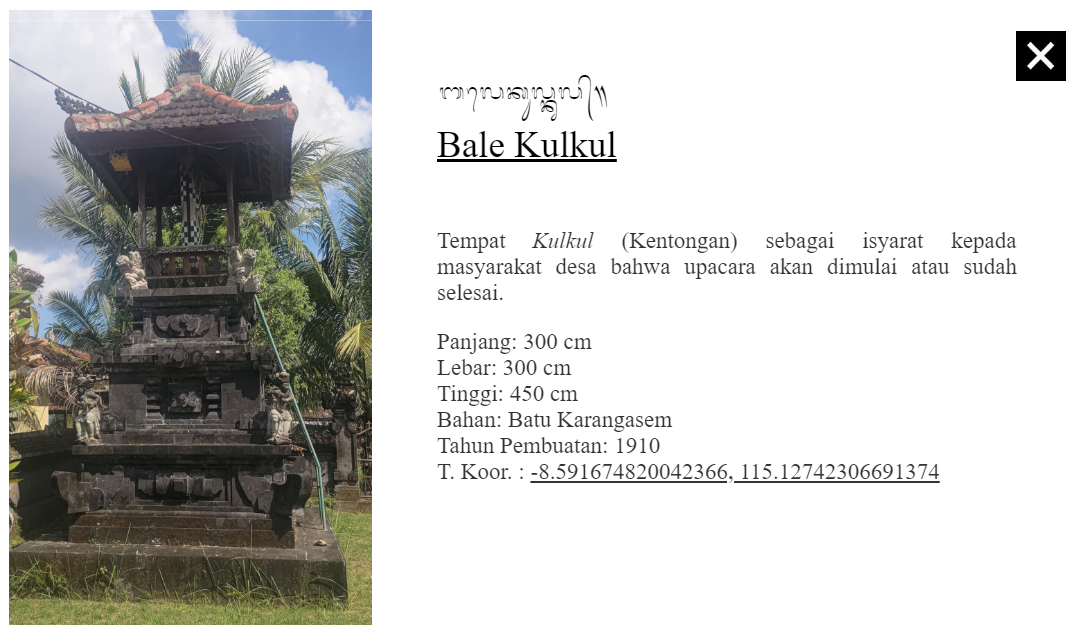 ᬩᬮᬾᬓᬸᬮ᭄ᬓᬸᬮ᭄᭟
Bale Kulkul
Tempat Kulkul (Kentongan) sebagai isyarat kepada
masyarakat desa bahwa upacara akan dimulai atau sudah
selesai.
Panjang: 300 cm
Lebar: 300 cm
Tinggi: 450 cm
Bahan: Batu Karangasem
Tahun Pembuatan: 1910
T. Koor. : -8.591674820042366, 115.12742306691374